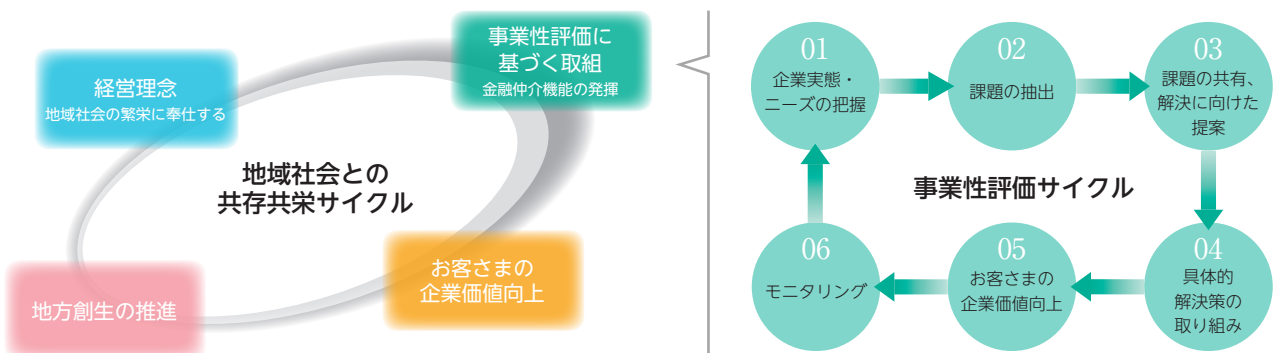 経営理念
地域社会の繁栄に奉仕する
事業性評価に
基づく取組
金融仲介機能の発揮
地域社会との
共存共栄サイクル
お客さまの
企業価値向上
地方創生の推進
01
企業実態・
ニーズの把握
02
課題の抽出
03
課題の共有、
解決に向けた
提案
事業性評価サイクル
04
具体的
解決策の
取り組み
05
お客さまの
企業価値向上
06
モニタリング